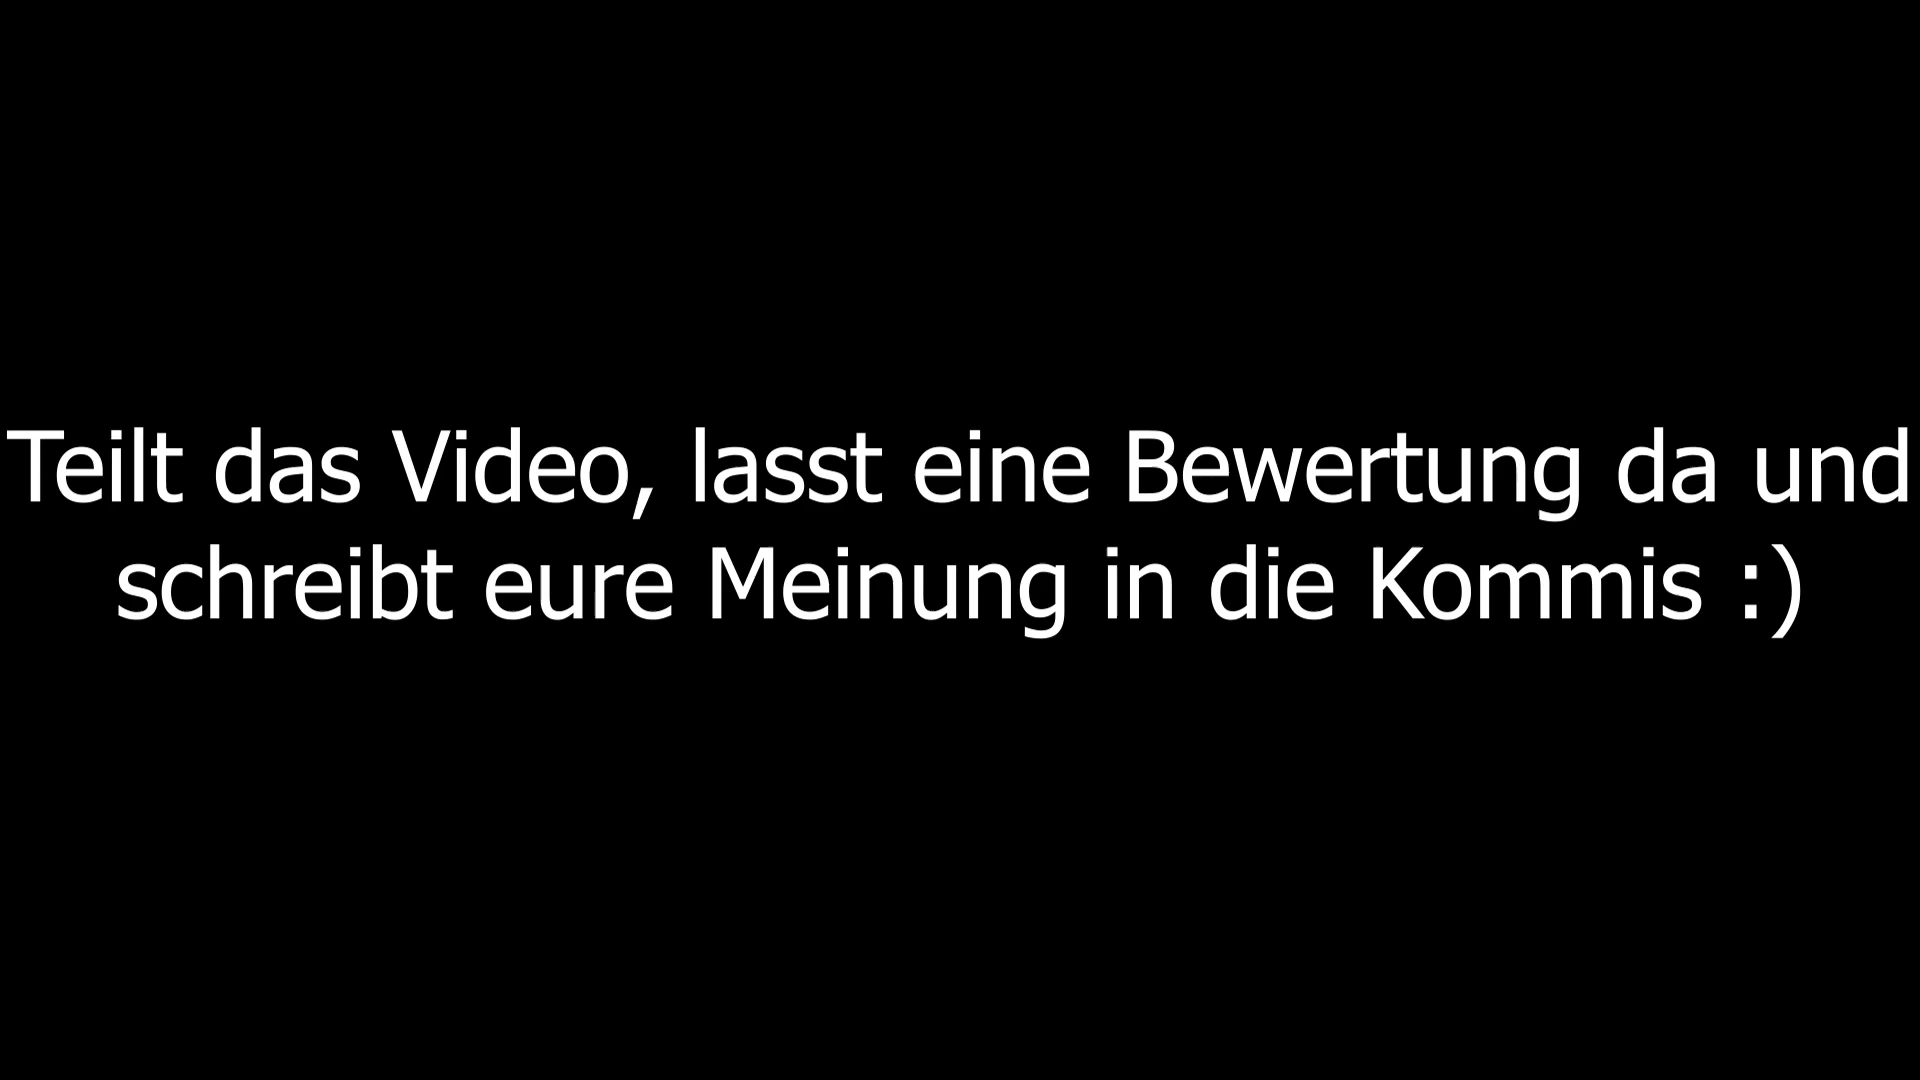 Teilt das Video, lasst eine Bewertung da und
schreibt eure Meinung in die Kommis :)